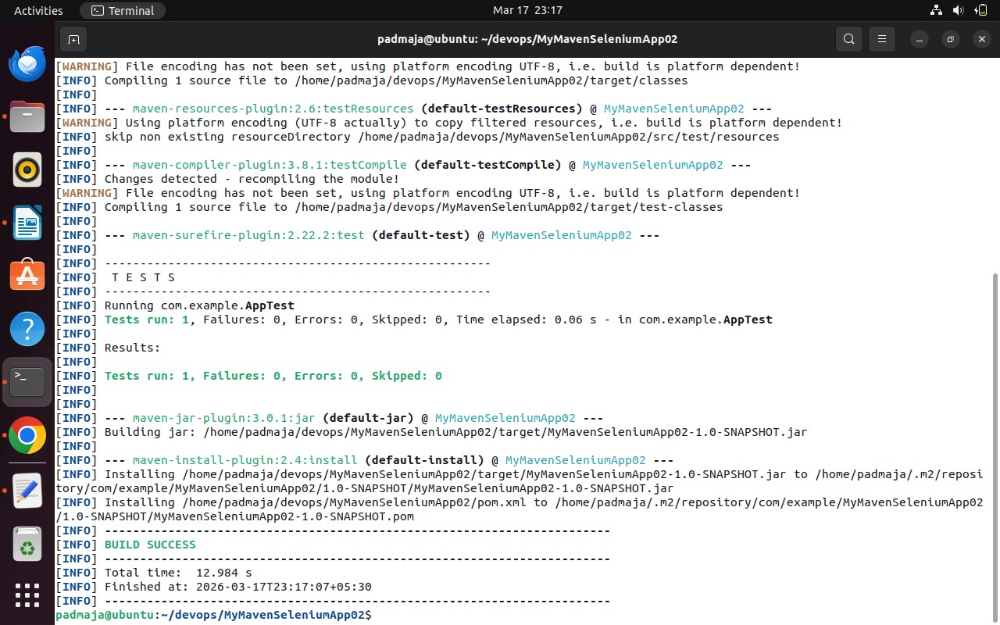 Activities
Terminal
Mar 17 23:17
padmaja@ubuntu: ~/devops/MyMavenSeleniumApp02
[WARNING] File encoding has not been set, using platform encoding UTF-8, i.e. build is platform dependent!
[INFO] Compiling 1 source file to /home/padmaja/devops/MyMavenSeleniumApp02/target/classes
[INFO]
[INFO] --- maven-resources-plugin:2.6:testResources (default-testResources) @ MyMavenSeleniumApp02 ---
[WARNING] Using platform encoding (UTF-8 actually) to copy filtered resources, i.e. build is platform dependent!
[INFO] skip non existing resourceDirectory /home/padmaja/devops/MyMavenSeleniumApp02/src/test/resources
[INFO]
[INFO] --- maven-compiler-plugin:3.8.1:testCompile (default-testCompile) @ MyMavenSeleniumApp02 ---
[INFO] Changes detected - recompiling the module!
[WARNING] File encoding has not been set, using platform encoding UTF-8, i.e. build is platform dependent!
[INFO] Compiling 1 source file to /home/padmaja/devops/MyMavenSeleniumApp02/target/test-classes
[INFO]
[INFO] --- maven-surefire-plugin:2.22.2:test (default-test) @ MyMavenSeleniumApp02 ---
[INFO]
[INFO] -------------------------------------------------------
[INFO]  T E S T S
[INFO] -------------------------------------------------------
[INFO] Running com.example.AppTest
[INFO] Tests run: 1, Failures: 0, Errors: 0, Skipped: 0, Time elapsed: 0.06 s - in com.example.AppTest
[INFO]
[INFO] Results:
[INFO]
[INFO] Tests run: 1, Failures: 0, Errors: 0, Skipped: 0
[INFO]
[INFO]
[INFO] --- maven-jar-plugin:3.0.1:jar (default-jar) @ MyMavenSeleniumApp02 ---
[INFO] Building jar: /home/padmaja/devops/MyMavenSeleniumApp02/target/MyMavenSeleniumApp02-1.0-SNAPSHOT.jar
[INFO]
[INFO] --- maven-install-plugin:2.4:install (default-install) @ MyMavenSeleniumApp02 ---
[INFO] Installing /home/padmaja/devops/MyMavenSeleniumApp02/target/MyMavenSeleniumApp02-1.0-SNAPSHOT.jar to /home/padmaja/.m2/reposi
tory/com/example/MyMavenSeleniumApp02/1.0-SNAPSHOT/MyMavenSeleniumApp02-1.0-SNAPSHOT.jar
[INFO] Installing /home/padmaja/devops/MyMavenSeleniumApp02/pom.xml to /home/padmaja/.m2/repository/com/example/MyMavenSeleniumApp02
/1.0-SNAPSHOT/MyMavenSeleniumApp02-1.0-SNAPSHOT.pom
[INFO] ------------------------------------------------------------------------
[INFO] BUILD SUCCESS
[INFO] ------------------------------------------------------------------------
[INFO] Total time:  12.984 s
[INFO] Finished at: 2026-03-17T23:17:07+05:30
[INFO] ------------------------------------------------------------------------
padmaja@ubuntu:~/devops/MyMavenSeleniumApp02$